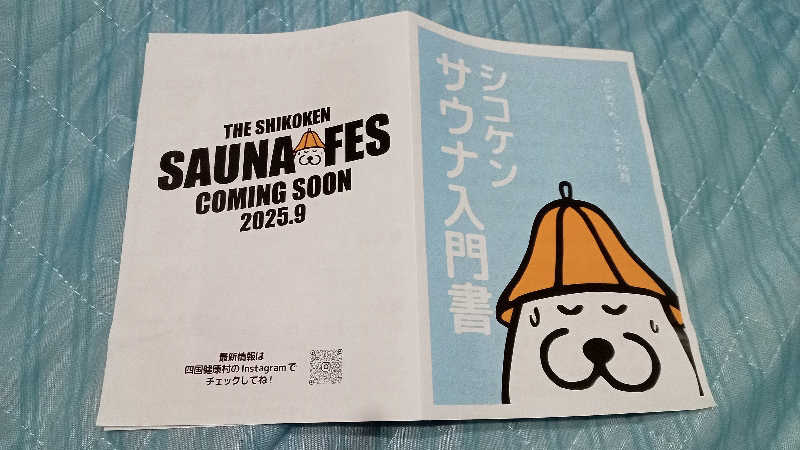 THE SHIKOKEN
SAUNA FES
COMING SOON
2025.9
最新情報は
四国健康村のInstagramで
チェックしてね！
シコケン
サウナ入門書